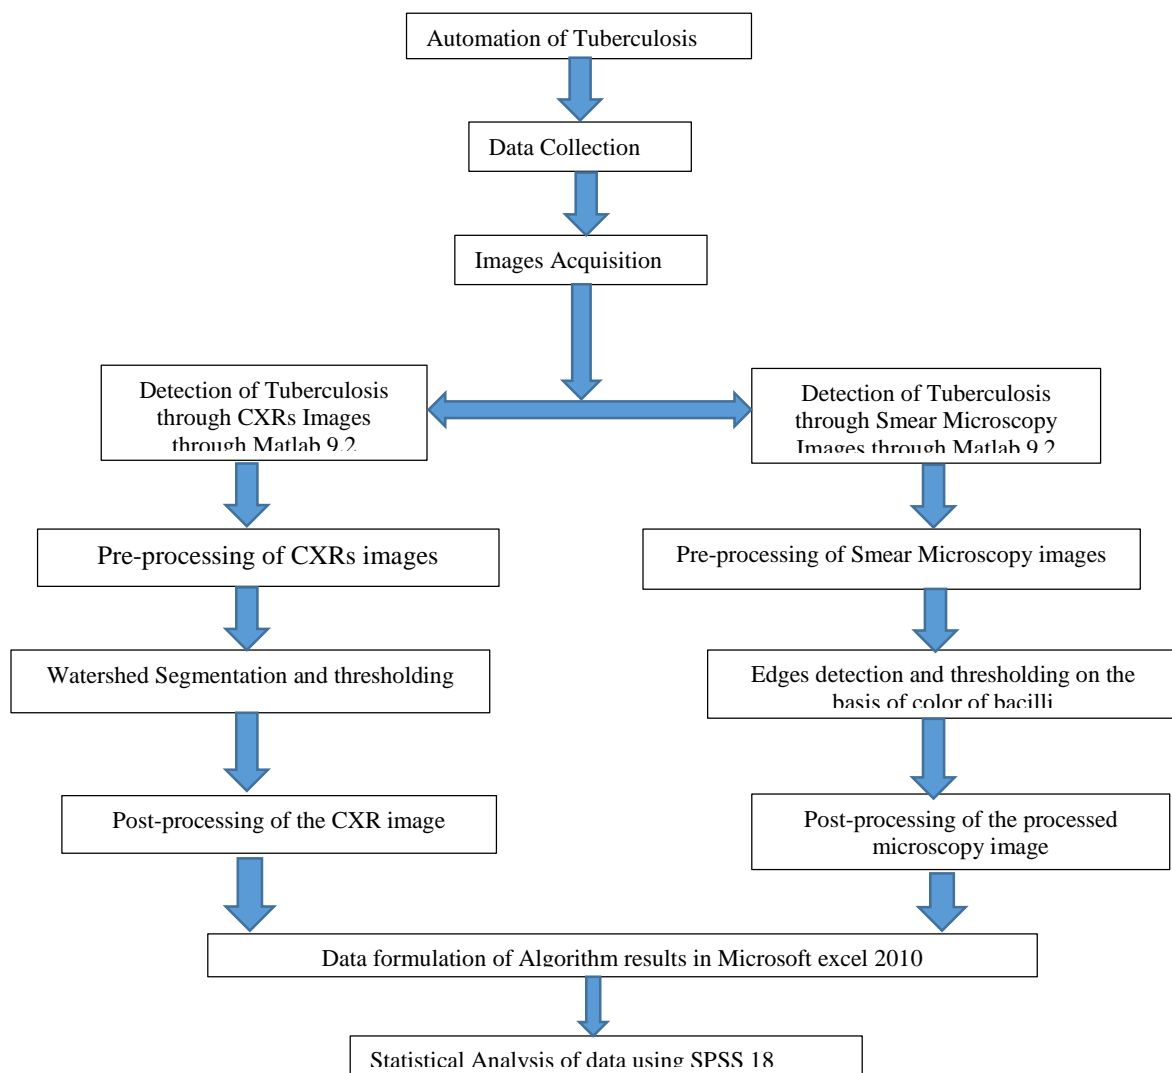 Automation of Tuberculosis
Data Collection
Images Acquisition
Detection of Tuberculosis
through CXRs Images
through Matlab 9.2
Detection of Tuberculosis
through Smear Microscopy
Images through Matlab 9.2
Pre-processing of CXRs images
Pre-processing of Smear Microscopy images
Watershed Segmentation and thresholding
Edges detection and thresholding on the
basis of color of bacilli
Post-processing of the CXR image
Post-processing of the processed
microscopy image
Data formulation of Algorithm results in Microsoft excel 2010
Statistical Analysis of data using SPSS 18